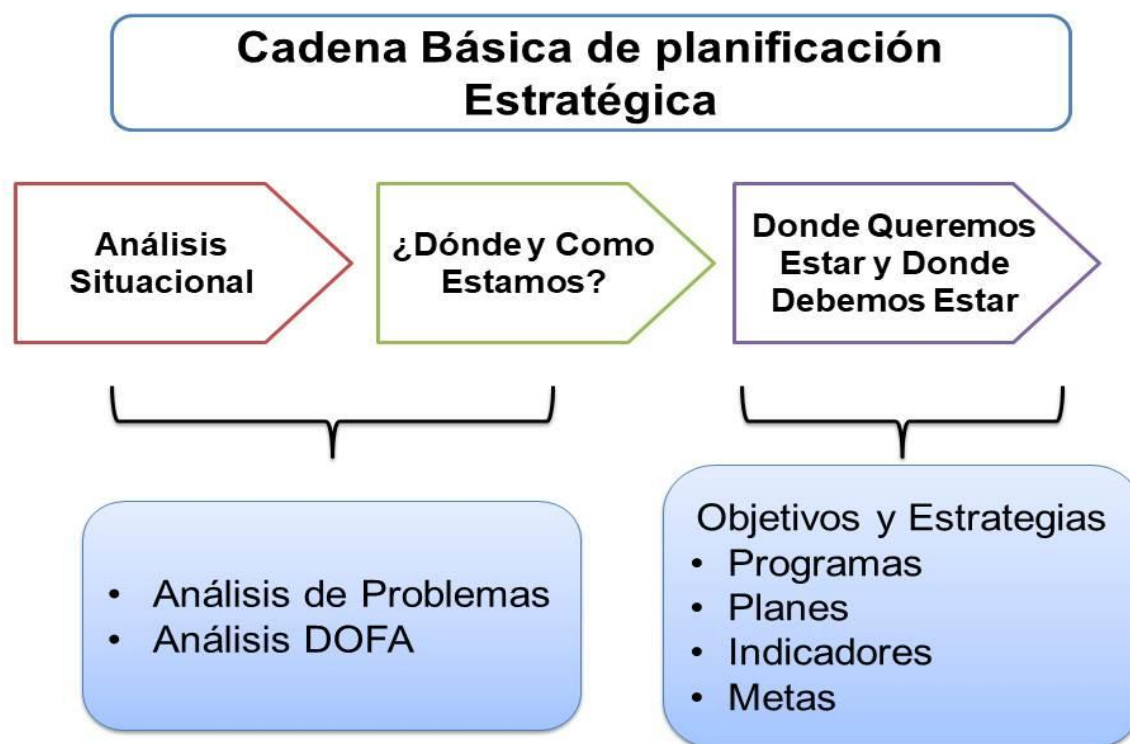 Cadena Básica de planificación
Estratégica
Análisis
Situacional
¿Dónde y Como
Estamos?
Donde Queremos
Estar y Donde
Debemos Estar
• Análisis de Problemas
• Análisis DOFA
Objetivos y Estrategias
• Programas
• Planes
• Indicadores
• Metas